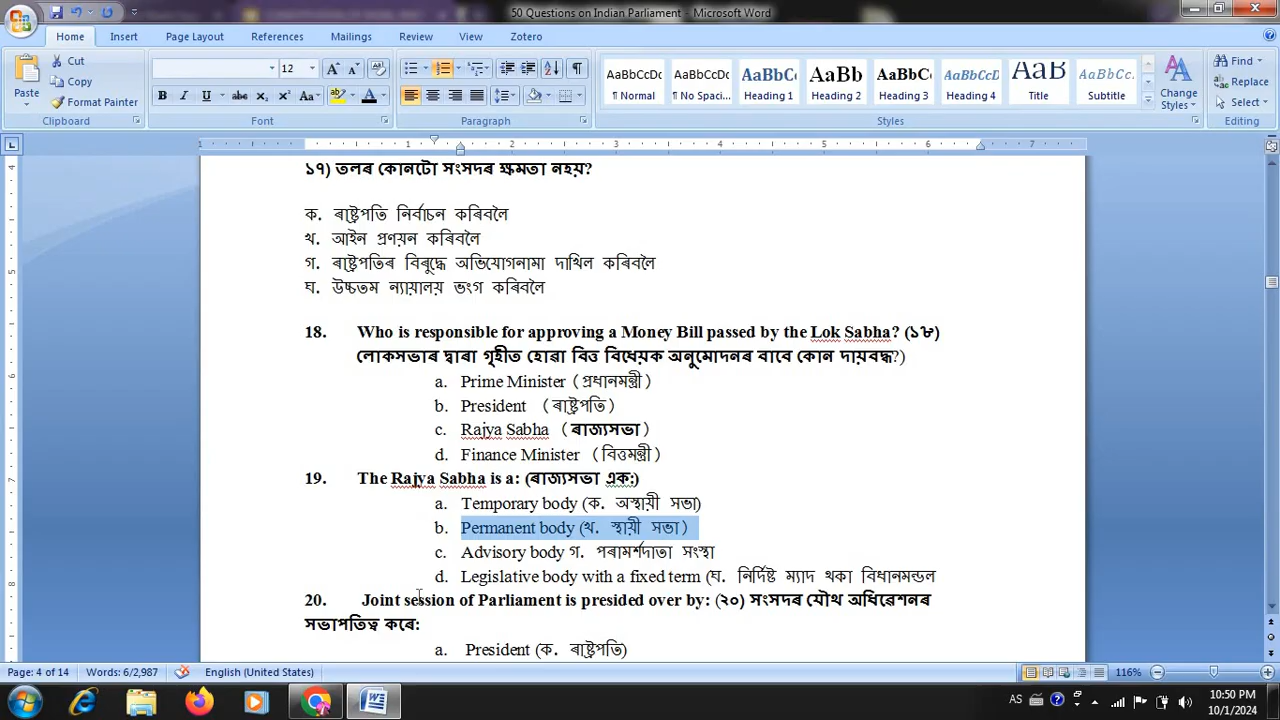 50 Questions on Indian Parliament - Microsoft Word
Home Insert Page Layout References Mailings Review View Zotero
Cut
Copy
Format Painter
Paste
Clipboard
12
Font
Paragraph
AaBbCcDc AaBbCcDc AaBbCc AaBb AaBbCc AaBbCcD AaB AaBbCcD
¶ Normal ¶ No Spaci... Heading 1 Heading 2 Heading 3 Heading 4 Title Subtitle
Styles
Change Styles
Find
Replace
Select
Editing
১৭) তলৰ কোনটো সংসদৰ ক্ষমতা নহয়?
ক. ৰাষ্ট্ৰপতি নিৰ্বাচন কৰিবলৈ
খ. আইন প্ৰণয়ন কৰিবলৈ
গ. ৰাষ্ট্ৰপতিৰ বিৰুদ্ধে অভিযোগনামা দাখিল কৰিবলৈ
ঘ. উচ্চতম ন্যায়ালয় ভংগ কৰিবলৈ
18. Who is responsible for approving a Money Bill passed by the Lok Sabha? (১৮)
লোকসভাৰ দ্বাৰা গৃহীত হোৱা বিত্ত বিধেয়ক অনুমোদনৰ বাবে কোন দায়বদ্ধ?)
a. Prime Minister (প্ৰধানমন্ত্ৰী)
b. President (ৰাষ্ট্ৰপতি)
c. Rajya Sabha (ৰাজ্যসভা)
d. Finance Minister (বিত্তমন্ত্ৰী)
19. The Rajya Sabha is a: (ৰাজ্যসভা এক:)
a. Temporary body (ক. অস্থায়ী সভা)
b. Permanent body (খ. স্থায়ী সভা)
c. Advisory body গ. পৰামৰ্শদাতা সংস্থা
d. Legislative body with a fixed term (ঘ. নিৰ্দিষ্ট ম্যাদ থকা বিধানমন্ডল
20. Joint session of Parliament is presided over by: (২০) সংসদৰ যৌথ অধিৱেশনৰ
সভাপতিত্ব কৰে:
a. President (ক. ৰাষ্ট্ৰপতি)
Page: 4 of 14 Words: 6/2,987 English (United States) 116%
AS
10:50 PM
10/1/2024